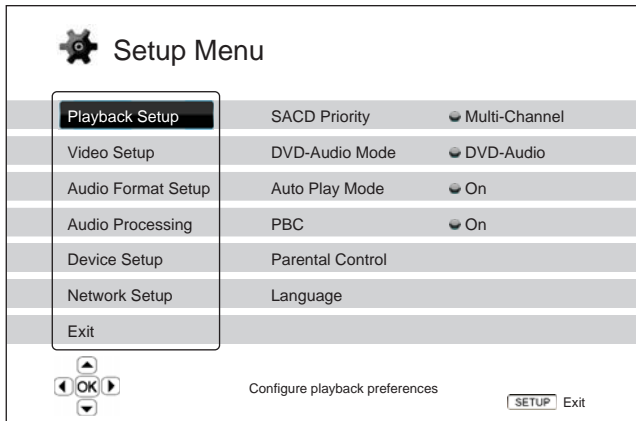 Setup Menu
Playback Setup SACD Priority Multi-Channel
Video Setup DVD-Audio Mode DVD-Audio
Audio Format Setup Auto Play Mode On
Audio Processing PBC On
Device Setup Parental Control
Network Setup Language
Exit
OK
Configure playback preferences
SETUP Exit